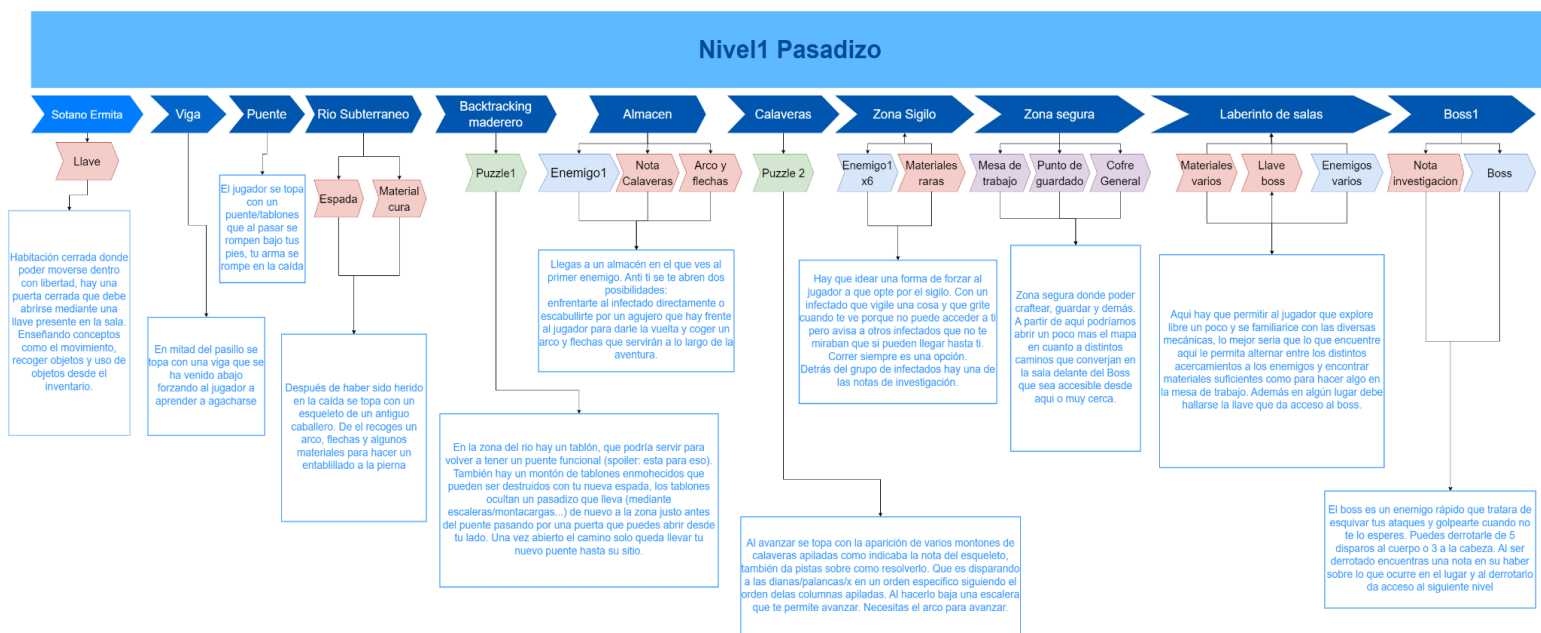 Nivel1 Pasadizo
Sotano Ermita
Viga
Puente
Rio Subterraneo
Backtracking
maderero
Almacen
Calaveras
Zona Sigilo
Zona segura
Laberinto de salas
Boss1
Llave
Espada
Material
cura
Puzzle1
Enemigo1
Nota
Calaveras
Arco y
flechas
Puzzle 2
Enemigo1
x6
Materiales
raras
Mesa de
trabajo
Punto de
guardado
Cofre
General
Materiales
varios
Llave
boss
Enemigos
varios
Nota
investigacion
Boss
Habitación cerrada donde
poder moverse dentro
con libertad, hay una
puerta cerrada que debe
abrirse mediante una
llave presente en la sala.
Enseñando conceptos
como el movimiento,
recoger objetos y uso de
objetos desde el
inventario.
En mitad del pasillo se
topa con una viga que se
ha venido abajo
forzando al jugador a
aprender a agacharse
El jugador se topa
con un
puente/tablones
que al pasar se
rompen bajo tus
pies, tu arma se
rompe en la caída
Después de haber sido herido
en la caída se topa con un
esqueleto de un antiguo
caballero. De el recoges un
arco, flechas y algunos
materiales para hacer un
entablillado a la pierna
En la zona del rio hay un tablón, que podría servir para
volver a tener un puente funcional (spoiler: esta para eso).
También hay un montón de tablones enmohecidos que
pueden ser destruidos con tu nueva espada, los tablones
ocultan un pasadizo que lleva (mediante
escaleras/montacargas...) de nuevo a la zona justo antes
del puente pasando por una puerta que puedes abrir desde
tu lado. Una vez abierto el camino solo queda llevar tu
nuevo puente hasta su sitio.
Llegas a un almacén en el que ves al
primer enemigo. Anti ti se te abren dos
posibilidades:
enfrentarte al infectado directamente o
escabullirte por un agujero que hay frente
al jugador para darle la vuelta y coger un
arco y flechas que servirán a lo largo de la
aventura.
Al avanzar se topa con la aparición de varios montones de
calaveras apiladas como indicaba la nota del esqueleto,
también da pistas sobre como resolverlo. Que es disparando
a las dianas/palancas/x en un orden específico siguiendo el
orden delas columnas apiladas. Al hacerlo baja una escalera
que te permite avanzar. Necesitas el arco para avanzar.
Hay que idear una forma de forzar al
jugador a que opte por el sigilo. Con un
infectado que vigile una cosa y que grite
cuando te ve porque no puede acceder a ti
pero avisa a otros infectados que no te
miraban que si pueden llegar hasta ti.
Correr siempre es una opción.
Detrás del grupo de infectados hay una de
las notas de investigación.
Zona segura donde poder
craftear, guardar y demás.
A partir de aqui podríamos
abrir un poco mas el mapa
en cuanto a distintos
caminos que converjan en
la sala delante del Boss
que sea accesible desde
aqui o muy cerca.
Aqui hay que permitir al jugador que explore
libre un poco y se familiarice con las diversas
mecánicas, lo mejor seria que lo que encuentre
aqui le permita alternar entre los distintos
acercamientos a los enemigos y encontrar
materiales suficientes como para hacer algo en
la mesa de trabajo. Además en algún lugar debe
hallarse la llave que da acceso al boss.
El boss es un enemigo rápido que tratara de
esquivar tus ataques y golpearte cuando no
te lo esperes. Puedes derrotarle de 5
disparos al cuerpo o 3 a la cabeza. Al ser
derrotado encuentras una nota en su haber
sobre lo que ocurre en el lugar y al derrotarlo
da acceso al siguiente nivel